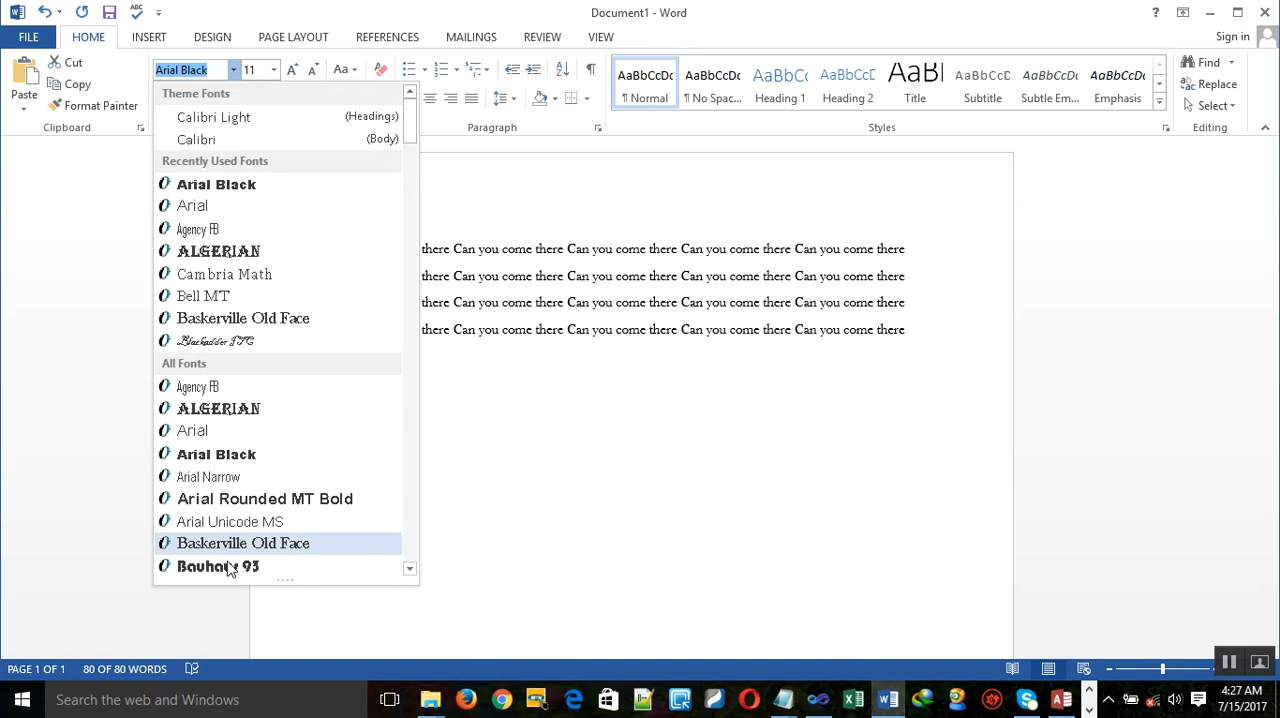 Document1 - Word
Sign in
FILE HOME INSERT DESIGN PAGE LAYOUT REFERENCES MAILINGS REVIEW VIEW
Paste
Cut
Copy
Format Painter
Clipboard
Arial Black 11
Theme Fonts
Calibri Light (Headings)
Calibri (Body)
Recently Used Fonts
Arial Black
Arial
Agency FB
ALGERIAN
Cambria Math
Bell MT
Baskerville Old Face
Blackadder ITC
All Fonts
Agency FB
ALGERIAN
Arial
Arial Black
Arial Narrow
Arial Rounded MT Bold
Arial Unicode MS
Baskerville Old Face
Bauhaus 93
Paragraph
AaBbCcDc AaBbCcDc AaBbCc AaBbCcD AaBl AaBbCcDc AaBbCcDc AaBbCcDc
¶ Normal ¶ No Spac... Heading 1 Heading 2 Title Subtitle Subtle Em... Emphasis
Styles
Find
Replace
Select
Editing
there Can you come there Can you come there Can you come there Can you come there
there Can you come there Can you come there Can you come there Can you come there
there Can you come there Can you come there Can you come there Can you come there
there Can you come there Can you come there Can you come there Can you come there
PAGE 1 OF 1 80 OF 80 WORDS
Search the web and Windows
4:27 AM
7/15/2017